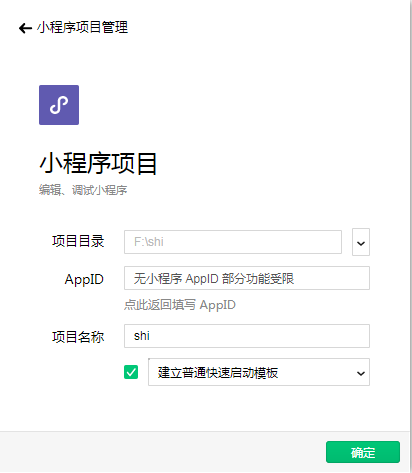 小程序项目管理
小程序项目
编辑、调试小程序
项目目录 F:\shi
AppID 无小程序 AppID 部分功能受限
点此返回填写 AppID
项目名称 shi
建立普通快速启动模板
确定